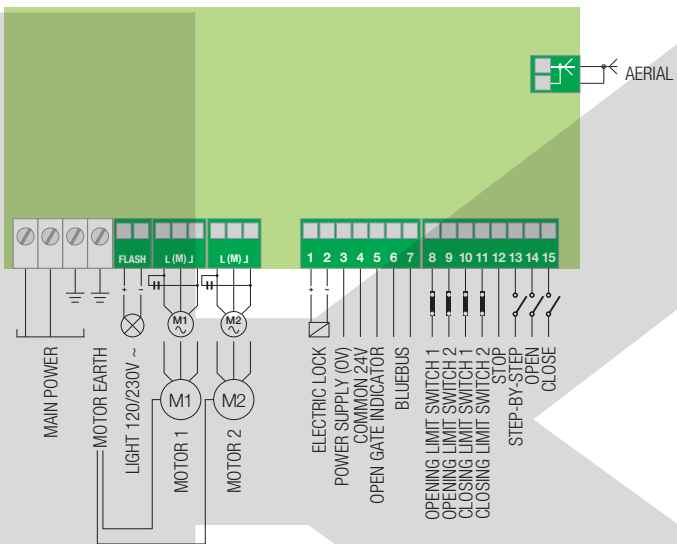 AERIAL
FLASH
L (M) ⅃
L (M) ⅃
1 2 3 4 5 6 7
8 9 10 11 12 13 14 15
+ -
+ -
M1 ~
M2 ~
M1
M2
MAIN POWER
MOTOR EARTH
LIGHT 120/230V ~
MOTOR 1
MOTOR 2
ELECTRIC LOCK
POWER SUPPLY (0V)
COMMON 24V
OPEN GATE INDICATOR
BLUEBUS
OPENING LIMIT SWITCH 1
OPENING LIMIT SWITCH 2
CLOSING LIMIT SWITCH 1
CLOSING LIMIT SWITCH 2
STOP
STEP-BY-STEP
OPEN
CLOSE